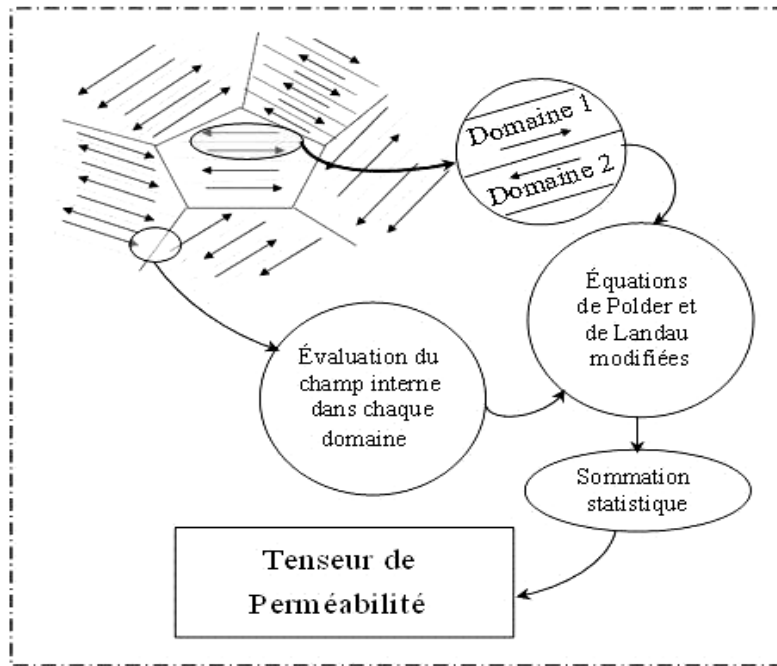 Domaine 1
Domaine 2
Équations
de Polder et
de Landau
modifiées
Évaluation du
champ interne
dans chaque
domaine
Sommation
statistique
Tenseur de
Perméabilité